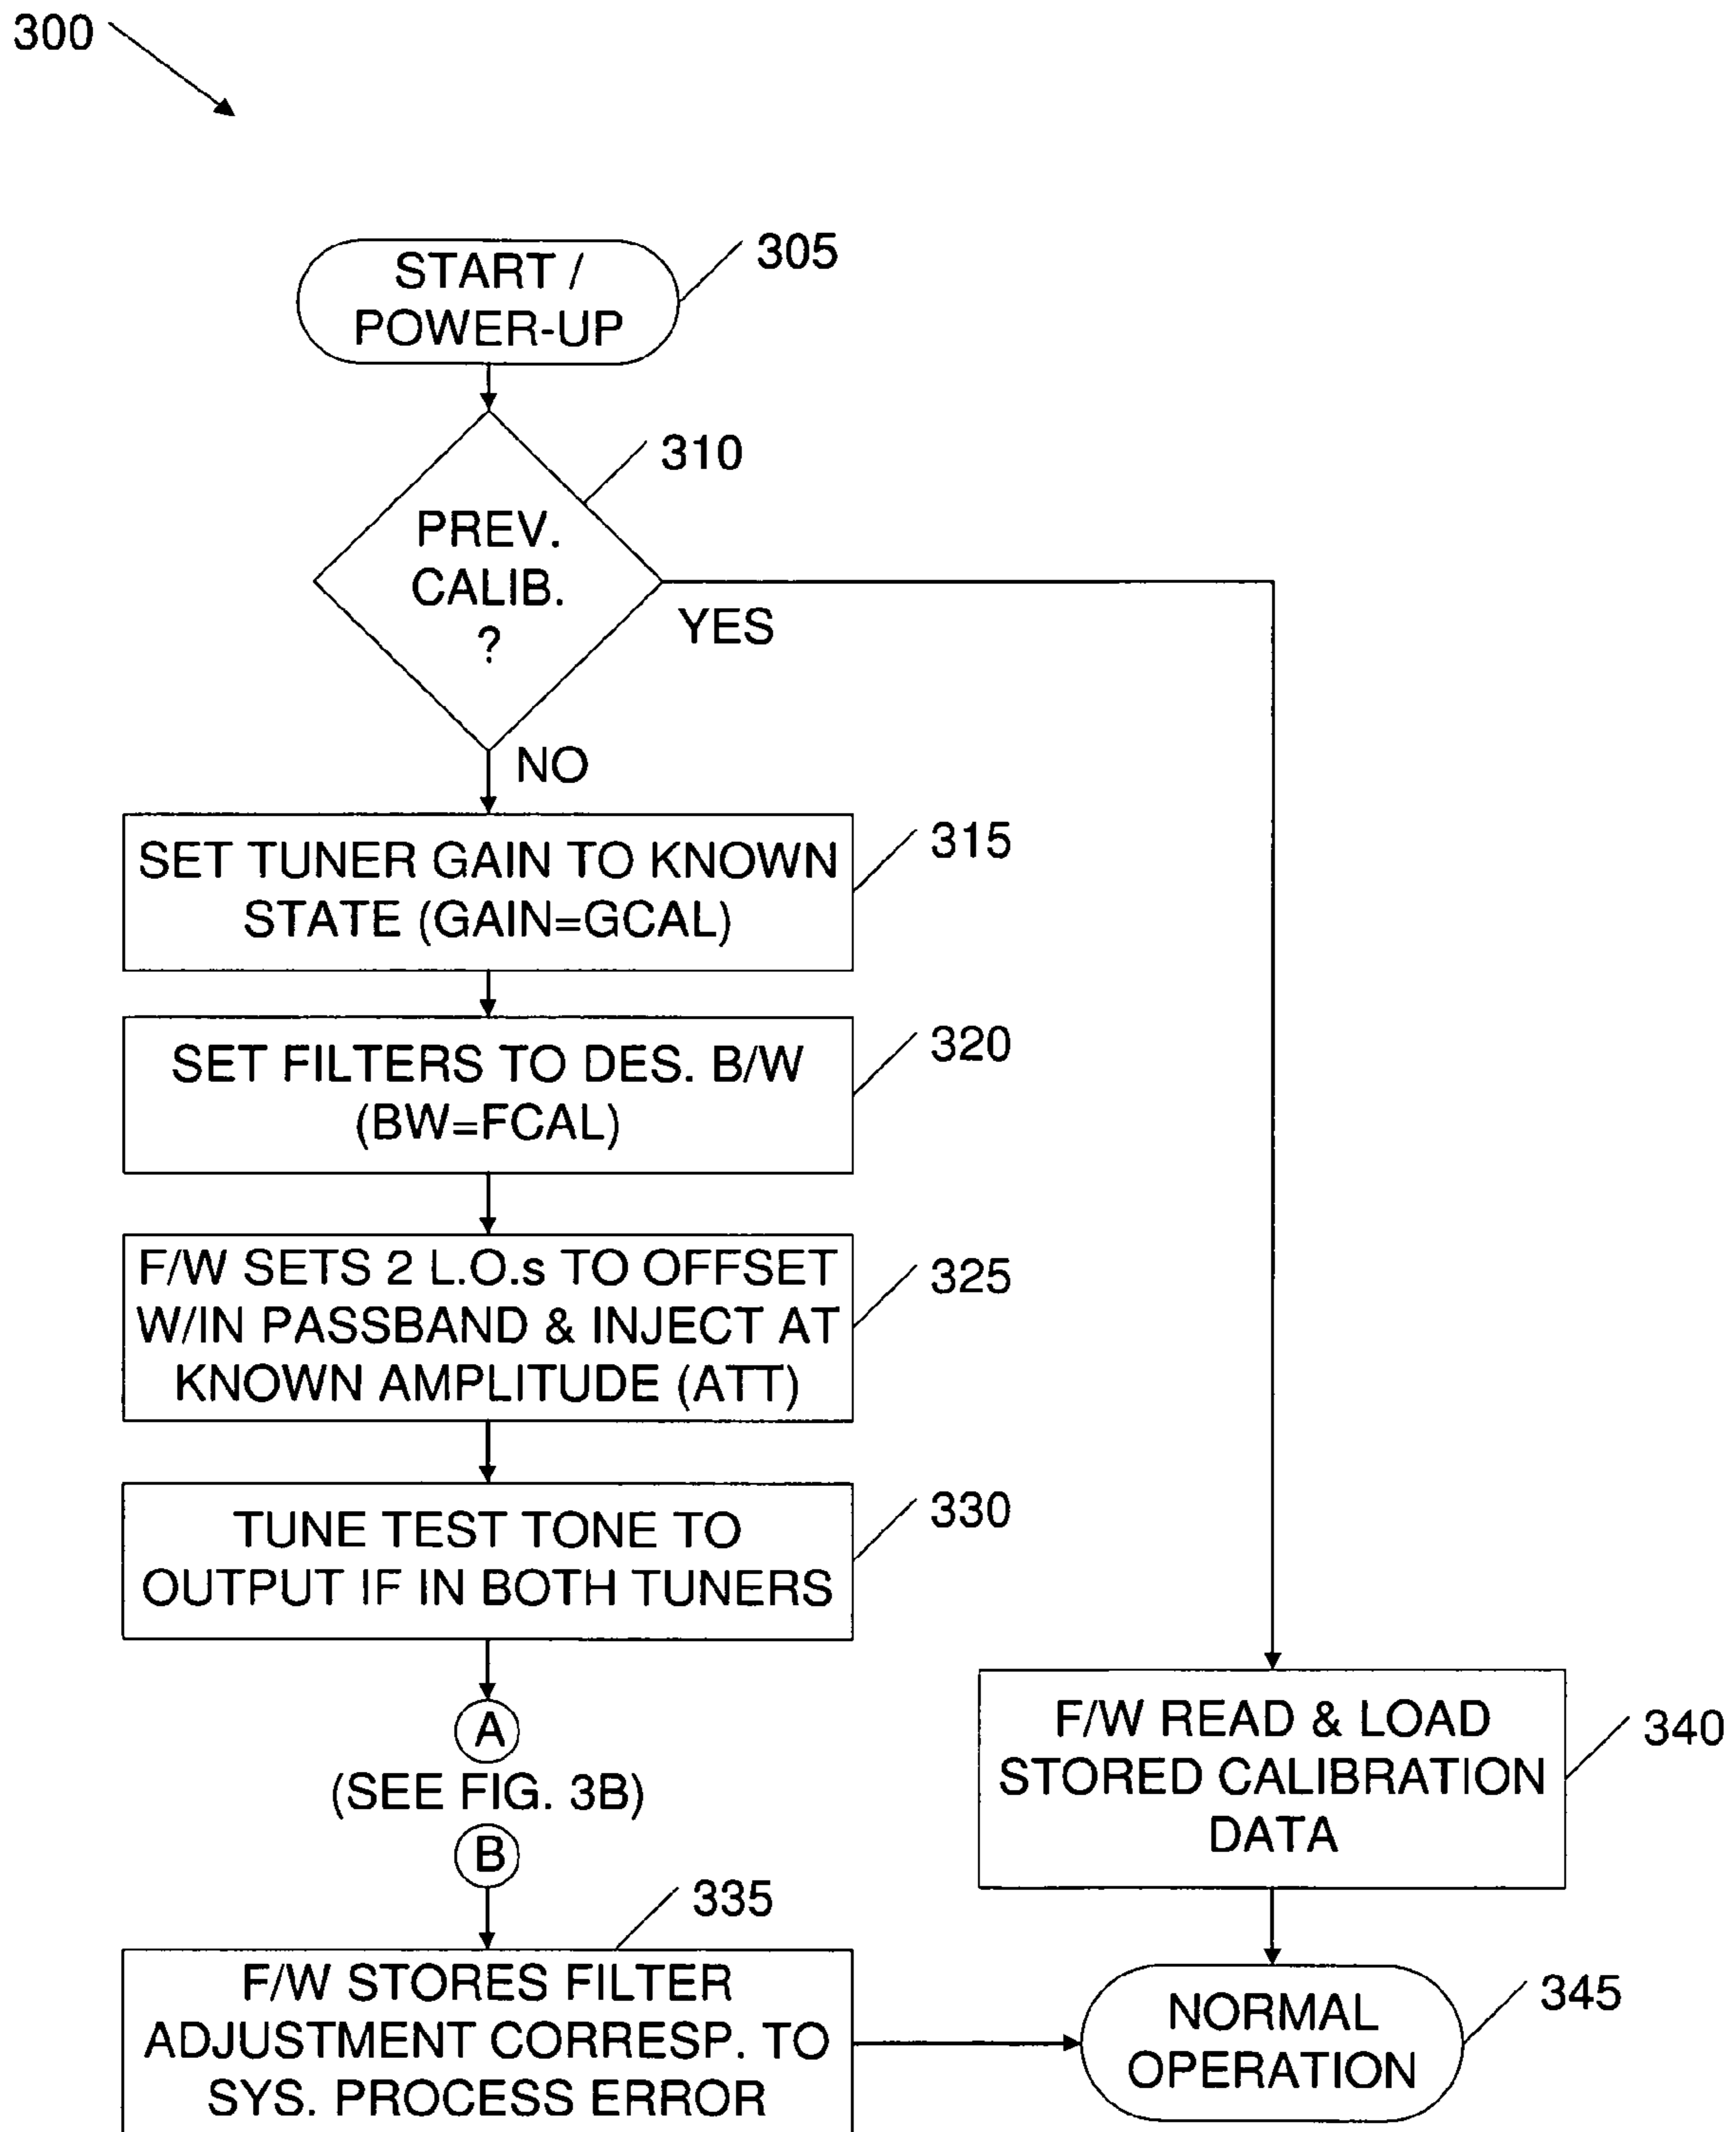 300
START /
POWER-UP
305
310
PREV.
CALIB.
?
YES
NO
SET TUNER GAIN TO KNOWN
STATE (GAIN=GCAL)
315
SET FILTERS TO DES. B/W
(BW=FCAL)
320
F/W SETS 2 L.O.s TO OFFSET
W/IN PASSBAND & INJECT AT
KNOWN AMPLITUDE (ATT)
325
TUNE TEST TONE TO
OUTPUT IF IN BOTH TUNERS
330
A
(SEE FIG. 3B)
B
F/W READ & LOAD
STORED CALIBRATION
DATA
340
335
F/W STORES FILTER
ADJUSTMENT CORRESP. TO
SYS. PROCESS ERROR
NORMAL
OPERATION
345